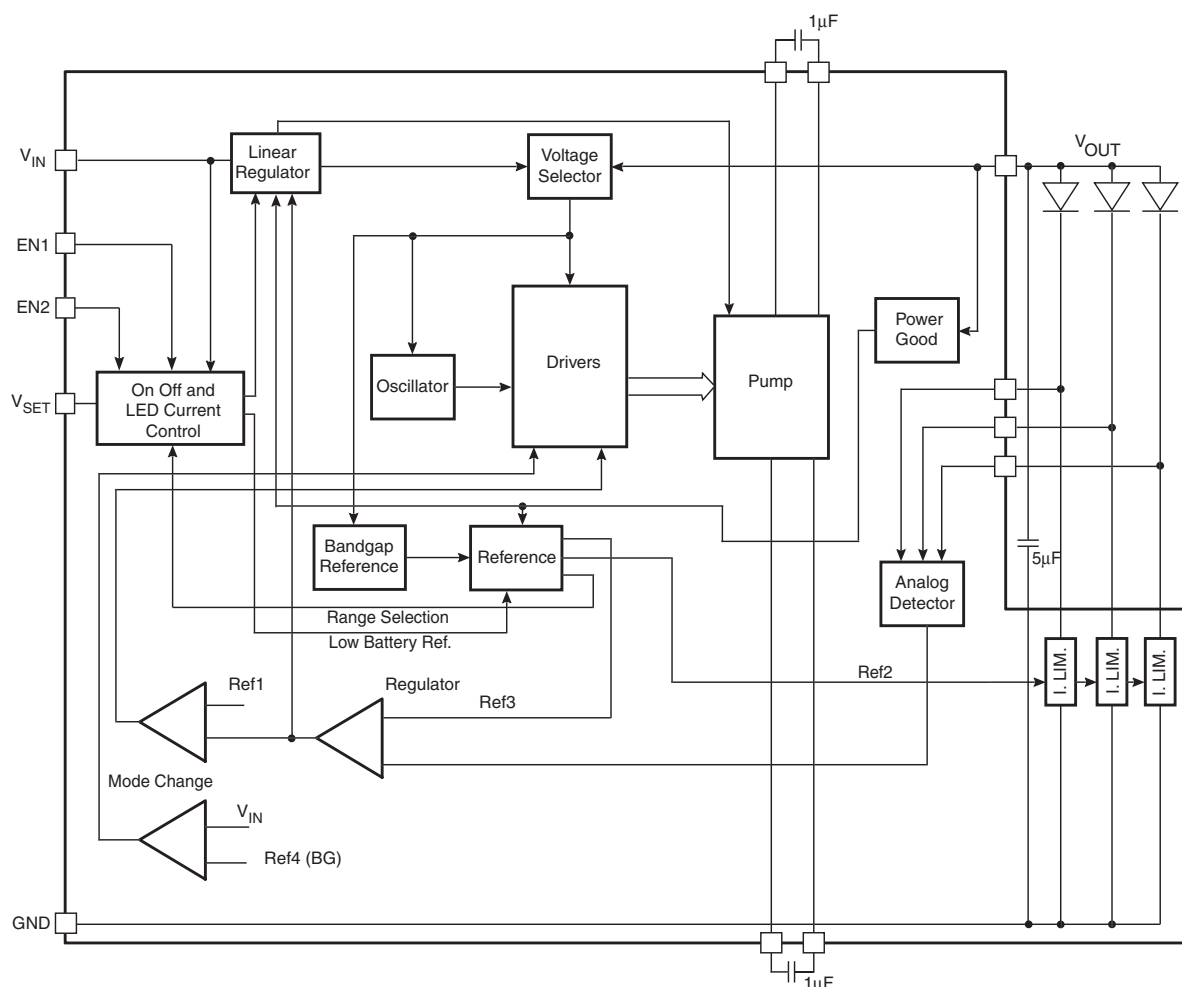 1μF
V_IN
Linear
Regulator
Voltage
Selector
V_OUT
EN1
EN2
Power
Good
Drivers
Pump
Oscillator
On Off and
LED Current
Control
V_SET
Bandgap
Reference
Reference
5μF
Analog
Detector
Range Selection
Low Battery Ref.
I. LIM.
I. LIM.
I. LIM.
Ref2
Ref1
Regulator
Ref3
Mode Change
V_IN
Ref4 (BG)
GND
1μF